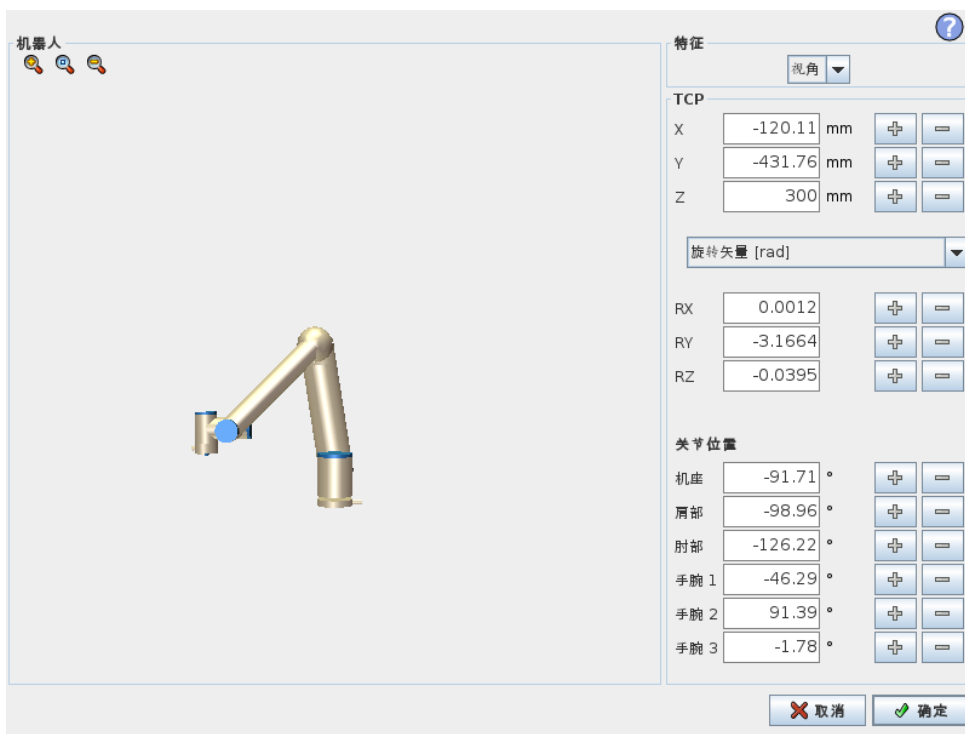 机器人
特征
视角
TCP
X -120.11 mm
Y -431.76 mm
Z 300 mm
旋转矢量 [rad]
RX 0.0012
RY -3.1664
RZ -0.0395
关节位置
机座 -91.71 °
肩部 -98.96 °
肘部 -126.22 °
手腕 1 -46.29 °
手腕 2 91.39 °
手腕 3 -1.78 °
取消 确定